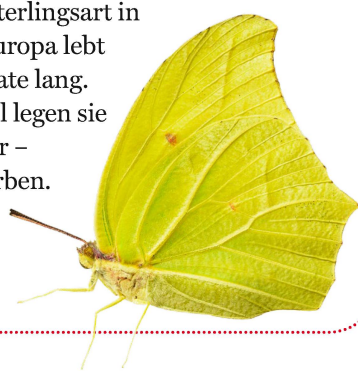 terlingsart in
uropa lebt
ate lang.
l legen sie
r –
rben.